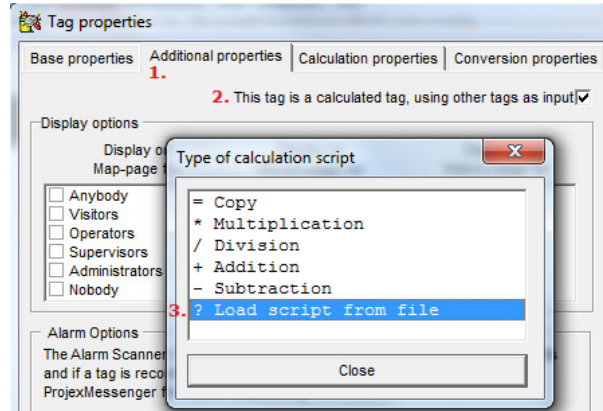 Tag properties
Base properties Additional properties Calculation properties Conversion properties
1.
2. This tag is a calculated tag, using other tags as input
Display options
Display
Map-page
Type of calculation script
Anybody
Visitors
Operators
Supervisors
Administrators
Nobody
= Copy
* Multiplication
/ Division
+ Addition
- Subtraction
3. ? Load script from file
Close
Alarm Options
The Alarm Scanner
and if a tag is
ProjexMessenger